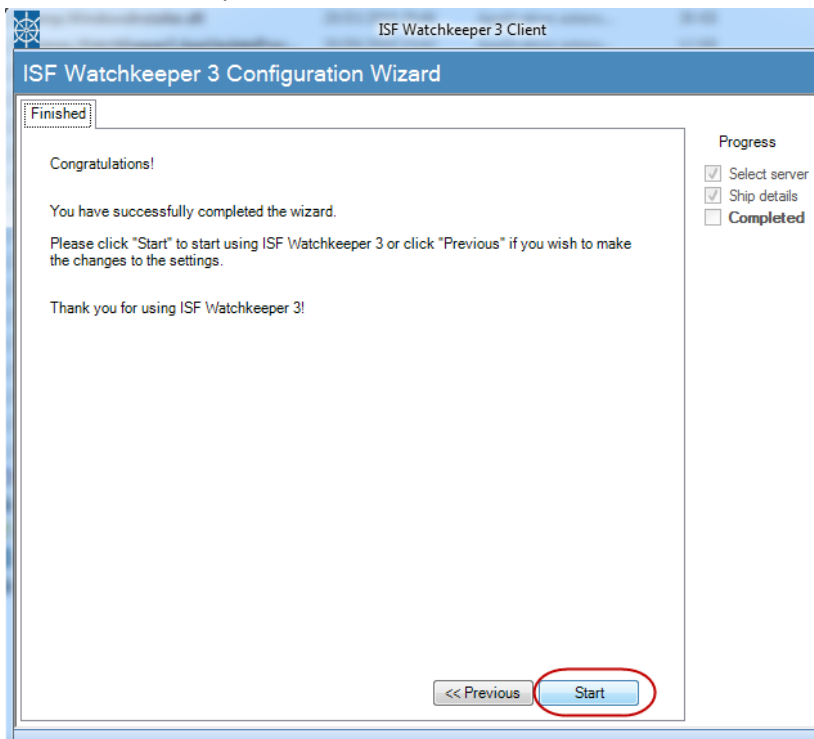 ISF Watchkeeper 3 Client
ISF Watchkeeper 3 Configuration Wizard
Finished
Congratulations!
You have successfully completed the wizard.
Please click "Start" to start using ISF Watchkeeper 3 or click "Previous" if you wish to make
the changes to the settings.
Thank you for using ISF Watchkeeper 3!
Progress
Select server
Ship details
Completed
<< Previous
Start